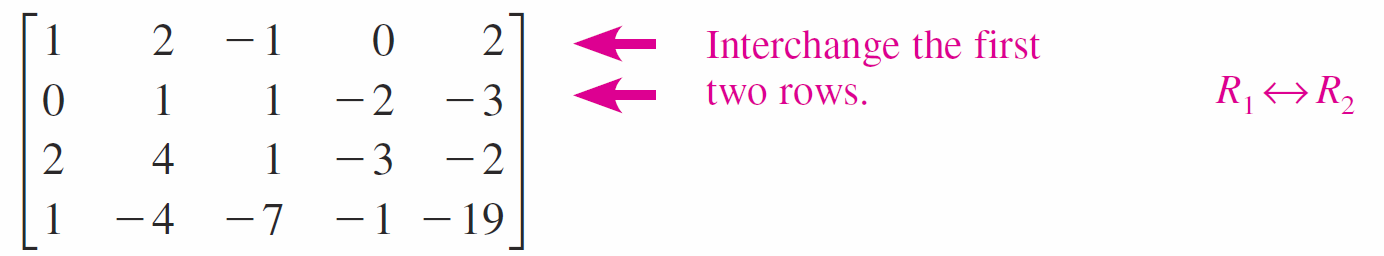 1 2 −1 0 2 Interchange the first
0 1 1 −2 −3 two rows. R₁↔R₂
2 4 1 −3 −2
1 −4 −7 −1 −19